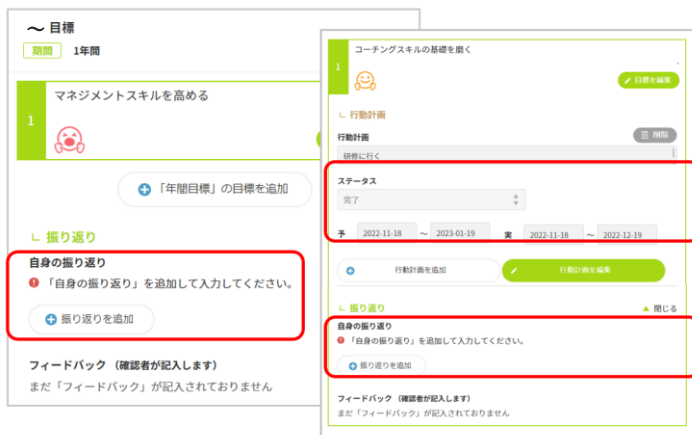 ～ 目標
期間 1年間
1
マネジメントスキルを高める
「年間目標」の目標を追加
振り返り
自身の振り返り
「自身の振り返り」を追加して入力してください。
振り返りを追加
フィードバック （確認者が記入します）
まだ「フィードバック」が記入されておりません
コーチングスキルの基礎を磨く
1
目標を編集
行動計画
行動計画
削除
研修に行く
ステータス
完了
予 2022-11-18 ～ 2023-01-19 実 2022-11-18 ～ 2022-12-19
行動計画を追加 行動計画を編集
振り返り
閉じる
自身の振り返り
「自身の振り返り」を追加して入力してください。
振り返りを追加
フィードバック （確認者が記入します）
まだ「フィードバック」が記入されておりません